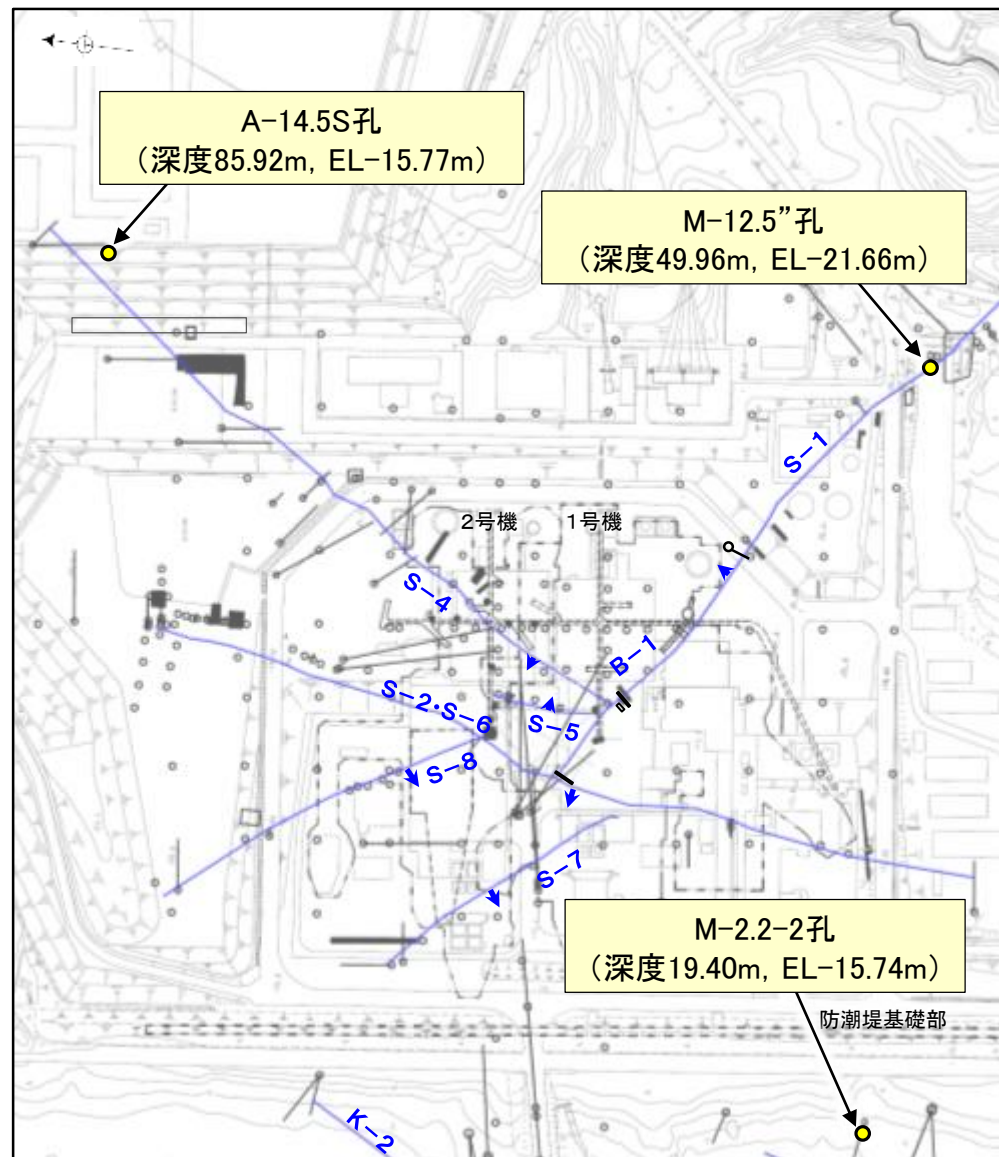 A-14.5S孔
(深度85.92m, EL-15.77m)
M-12.5”孔
(深度49.96m, EL-21.66m)
S-1
2号機
1号機
S-4
B-1
S-2・S-6
S-5
S-8
S-7
M-2.2-2孔
(深度19.40m, EL-15.74m)
防潮堤基礎部
K-2